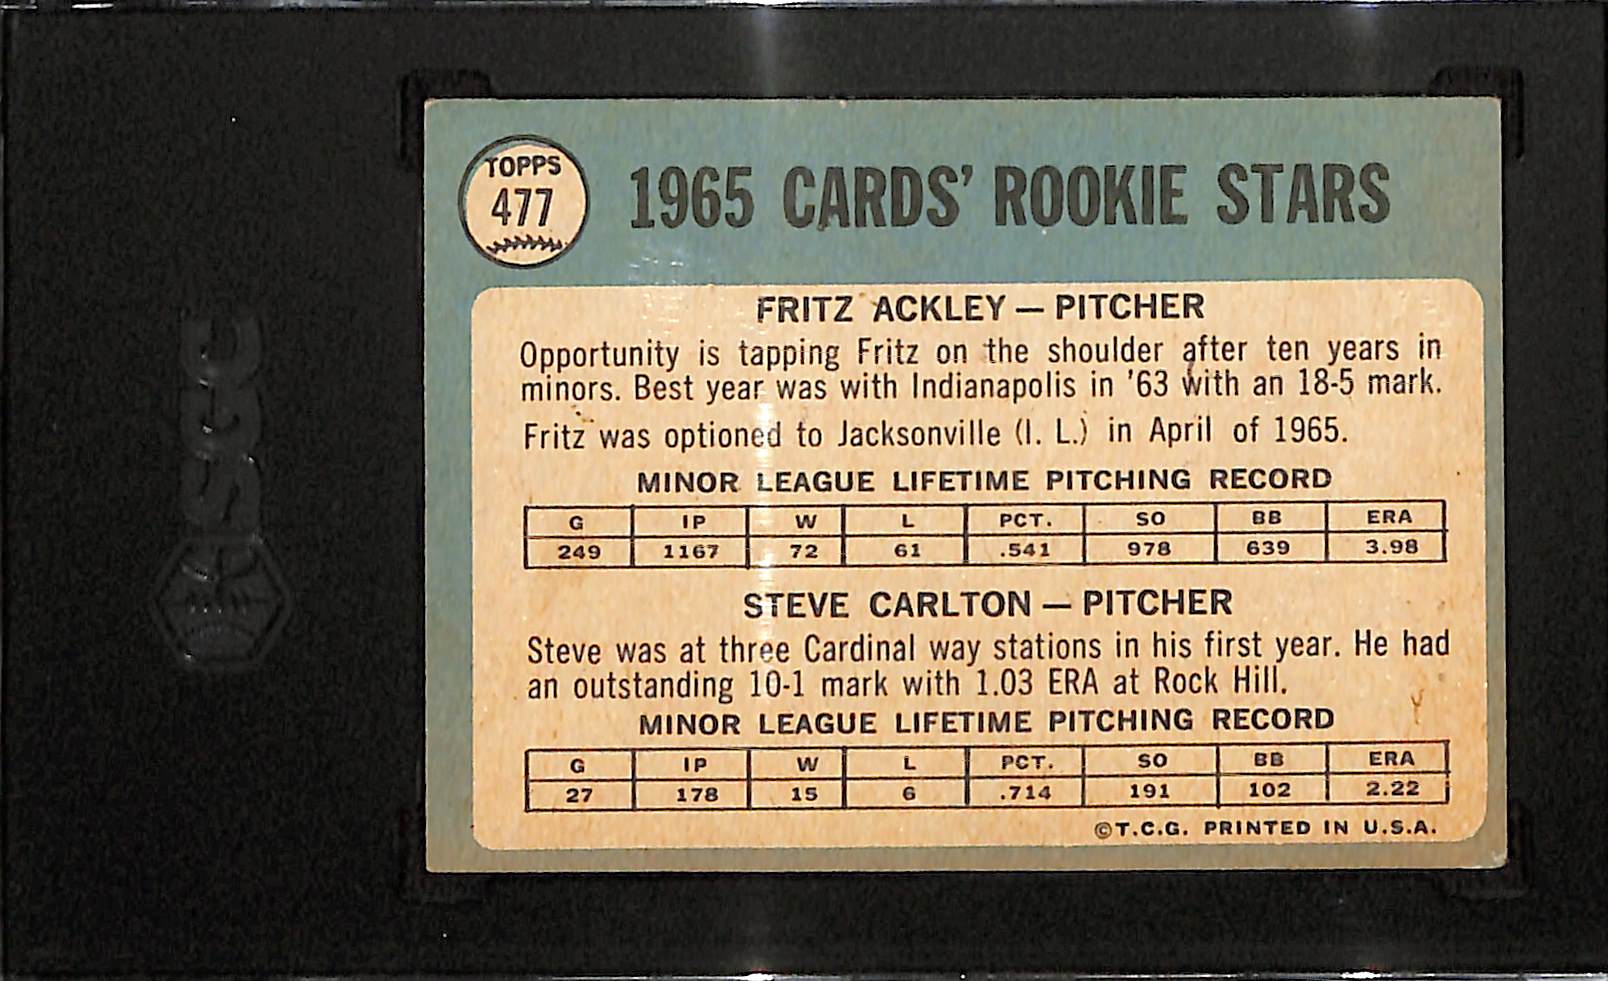 TOPPS
477
1965 CARDS' ROOKIE STARS
FRITZ ACKLEY — PITCHER
Opportunity is tapping Fritz on the shoulder after ten years in
minors. Best year was with Indianapolis in '63 with an 18-5 mark.
Fritz was optioned to Jacksonville (I. L.) in April of 1965.
MINOR LEAGUE LIFETIME PITCHING RECORD
G IP W L PCT. SO BB ERA
249 1167 72 61 .541 978 639 3.98
STEVE CARLTON — PITCHER
Steve was at three Cardinal way stations in his first year. He had
an outstanding 10-1 mark with 1.03 ERA at Rock Hill.
MINOR LEAGUE LIFETIME PITCHING RECORD
G IP W L PCT. SO BB ERA
27 178 15 6 .714 191 102 2.22
©T.C.G. PRINTED IN U.S.A.
SGC